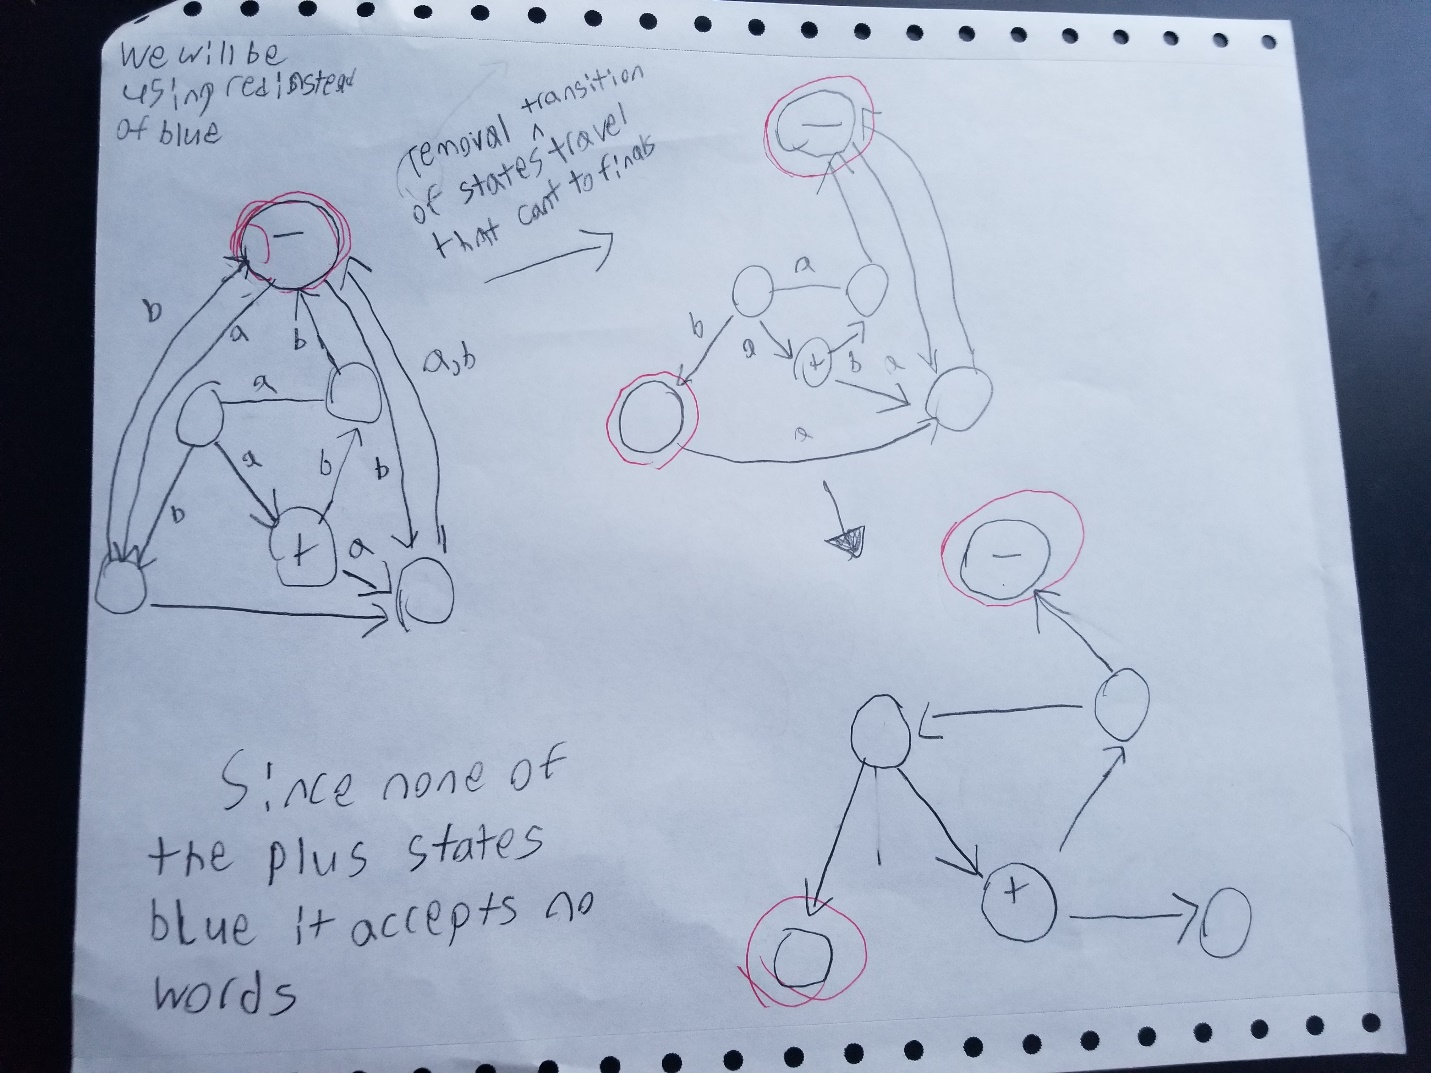 We will be
using red instead
of blue
removal ^ transition
of states travel
that cant to finals
−
b
a
b
a,b
a
a
b
b
b
+
a
−
a
b
a
+
b
a
a
−
+
Since none of
the plus states
blue it accepts no
words